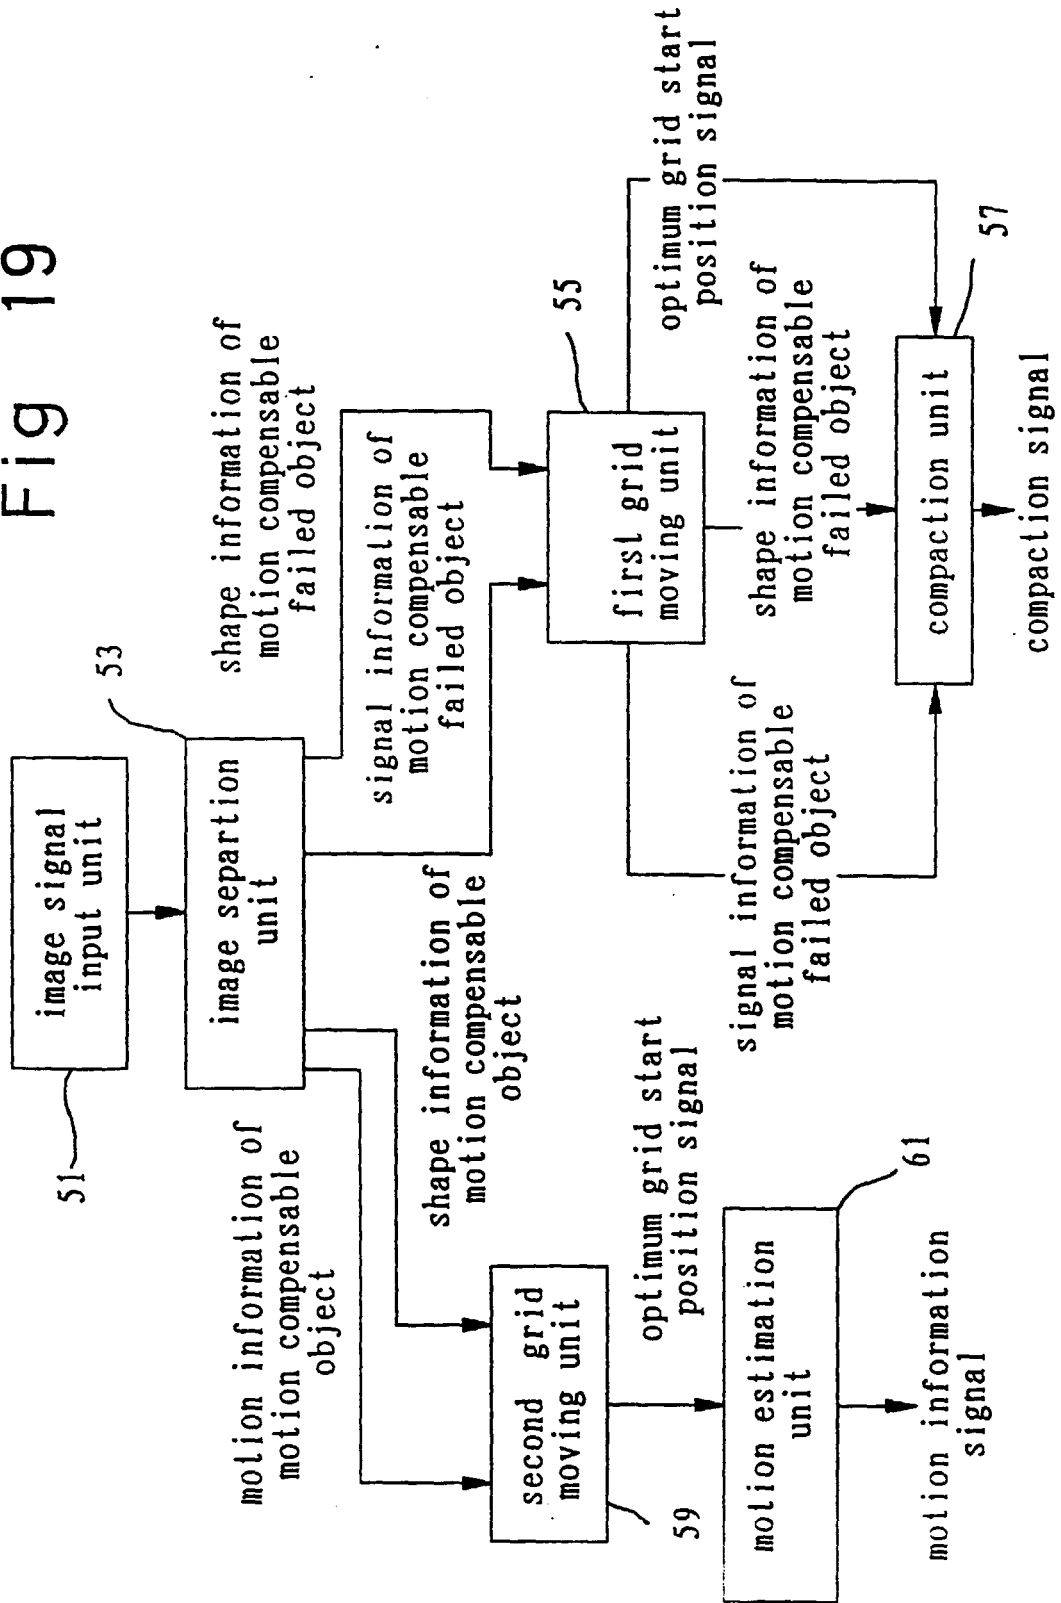 Fig 19
image signal
input unit
51
53
image separtion
unit
motion information of
motion compensable
object
shape information of
motion compensable
object
signal information of
motion compensable
failed object
shape information of
motion compensable
failed object
second grid
moving unit
59
first grid
moving unit
55
optimum grid start
position signal
motion estimation
unit
61
motion information
signal
signal information of
motion compensable
failed object
shape information of
motion compensable
failed object
optimum grid start
position signal
compaction unit
57
compaction signal